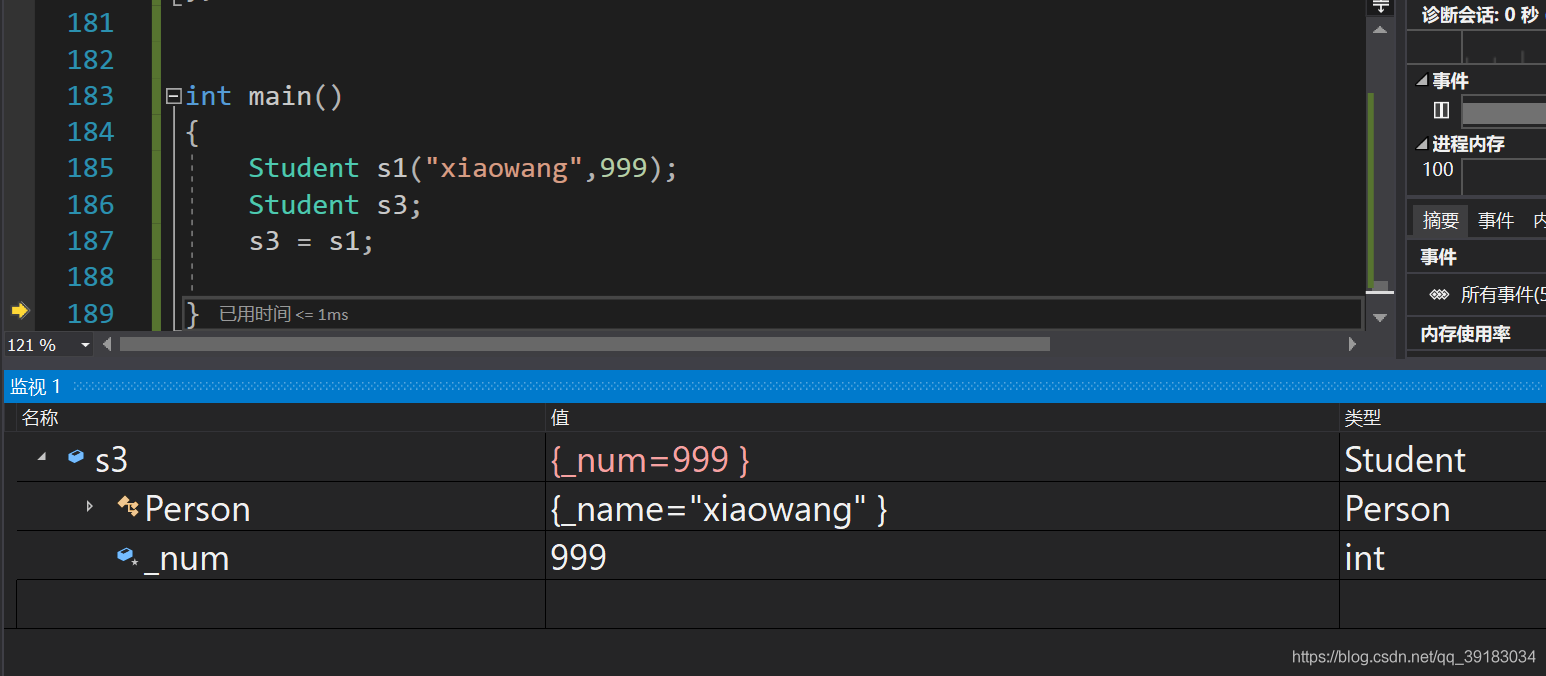 181
182
183 int main()
184 {
185 Student s1("xiaowang",999);
186 Student s3;
187 s3 = s1;
188
189 } 已用时间 <= 1ms
121 %
诊断会话: 0 秒
事件
进程内存
100
摘要 事件
事件
所有事件(
内存使用率
监视 1
名称 值 类型
s3 {_num=999 } Student
Person {_name="xiaowang" } Person
_num 999 int
https://blog.csdn.net/qq_39183034